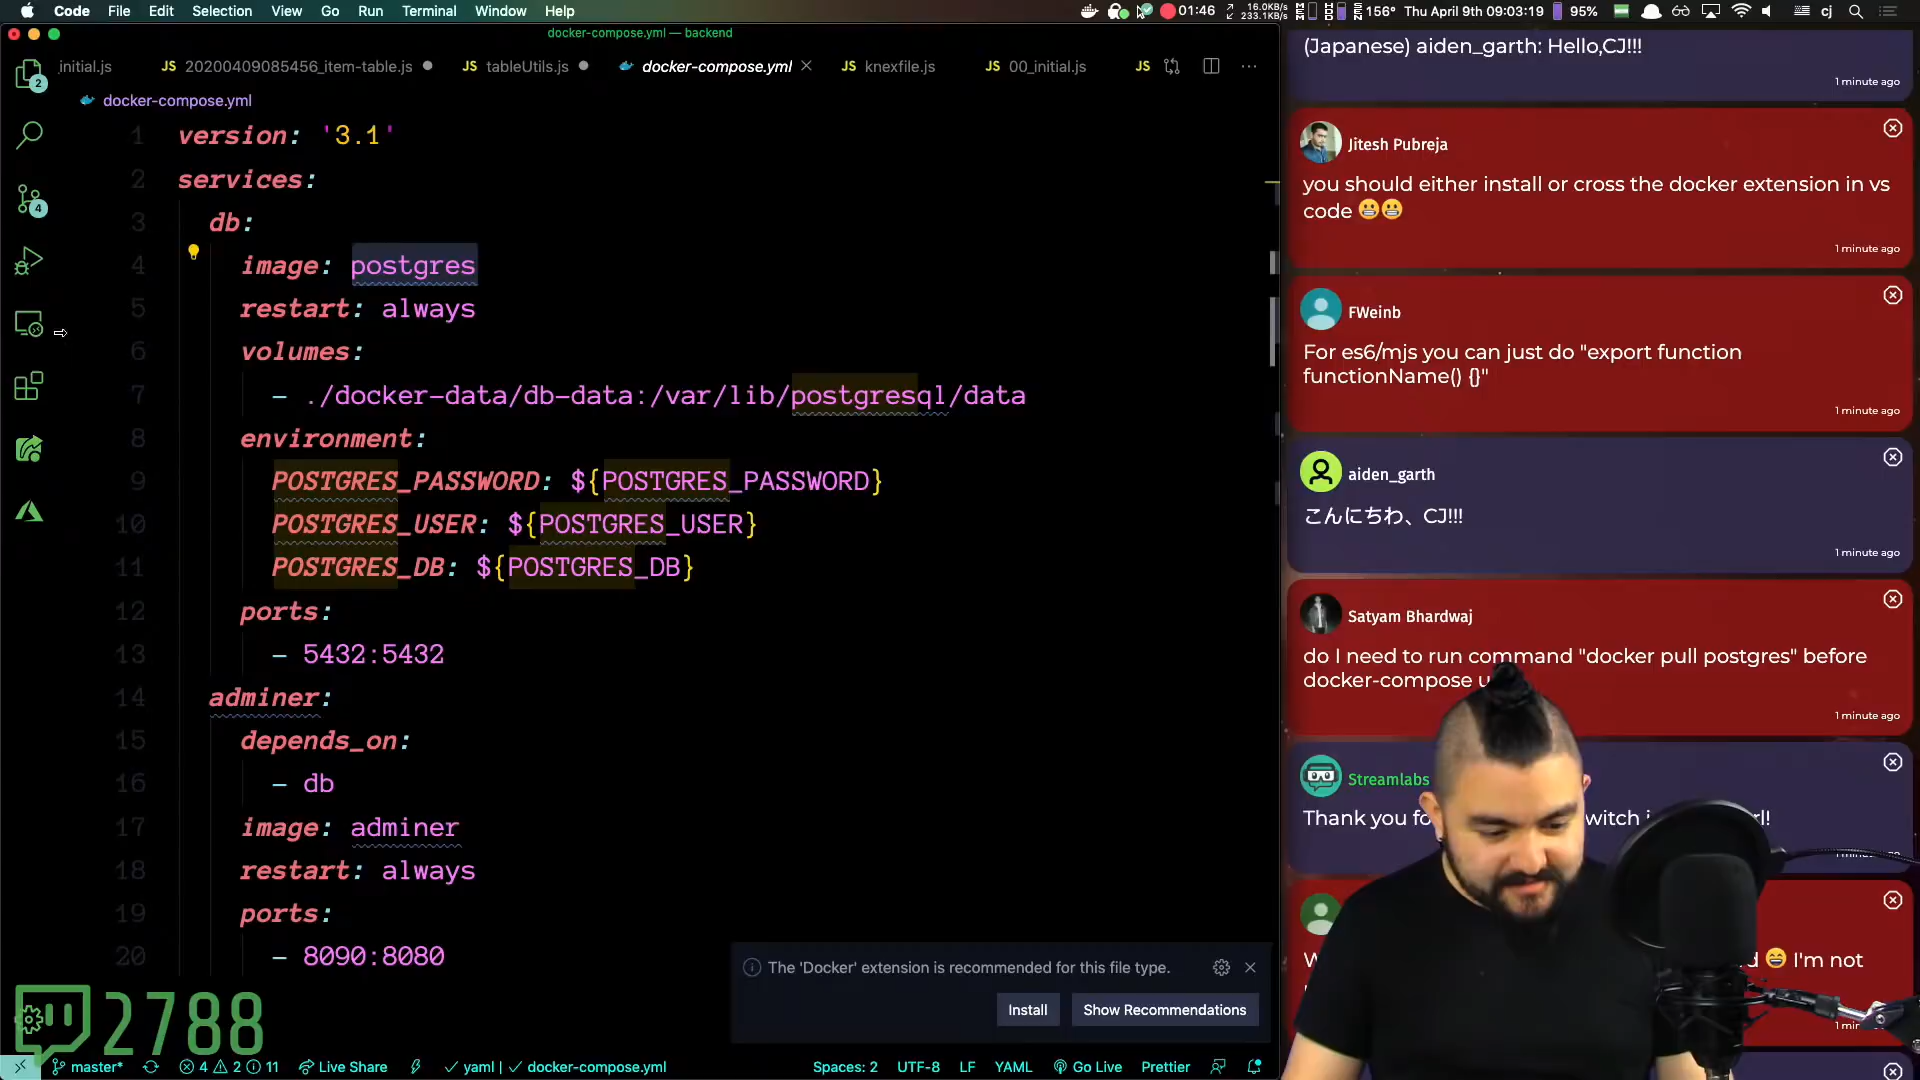 Code File Edit Selection View Go Run Terminal Window Help
01:46 16.0KB/s 233.1KB/s 156° Thu April 9th 09:03:19 95% cj
docker-compose.yml — backend
initial.js JS 20200409085456_item-table.js JS tableUtils.js docker-compose.yml JS knexfile.js JS 00_initial.js JS
docker-compose.yml
2
4
1 version: '3.1'
2 services:
3 db:
4 image: postgres
5 restart: always
6 volumes:
7 - ./docker-data/db-data:/var/lib/postgresql/data
8 environment:
9 POSTGRES_PASSWORD: ${POSTGRES_PASSWORD}
10 POSTGRES_USER: ${POSTGRES_USER}
11 POSTGRES_DB: ${POSTGRES_DB}
12 ports:
13 - 5432:5432
14 adminer:
15 depends_on:
16 - db
17 image: adminer
18 restart: always
19 ports:
20 - 8090:8080
The 'Docker' extension is recommended for this file type.
Install Show Recommendations
2788
master* 4 2 11 Live Share yaml | docker-compose.yml Spaces: 2 UTF-8 LF YAML Go Live Prettier
(Japanese) aiden_garth: Hello,CJ!!!
1 minute ago
Jitesh Pubreja
you should either install or cross the docker extension in vs
code 😬😬
1 minute ago
FWeinb
For es6/mjs you can just do "export function
functionName() {}"
1 minute ago
aiden_garth
こんにちわ、CJ!!!
1 minute ago
Satyam Bhardwaj
do I need to run command "docker pull postgres" before
docker-compose
1 minute ago
Streamlabs
Thank you
😄 I'm not